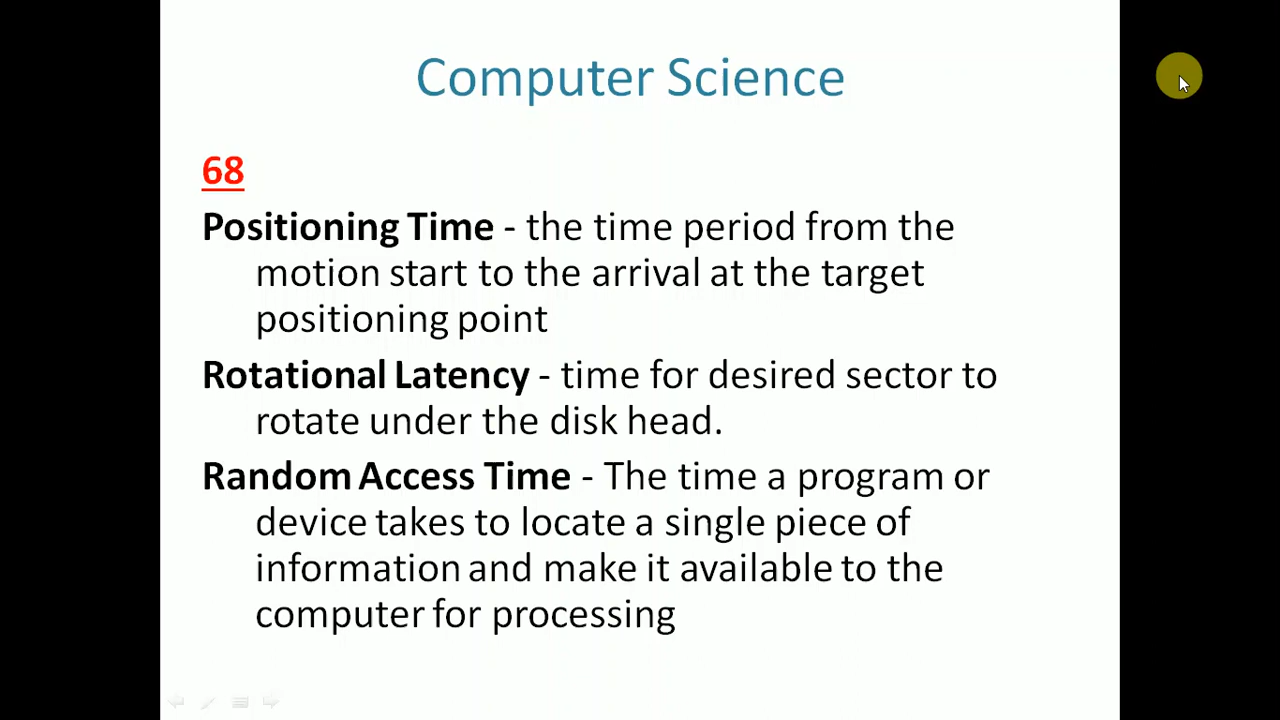 Computer Science
68
Positioning Time - the time period from the
motion start to the arrival at the target
positioning point
Rotational Latency - time for desired sector to
rotate under the disk head.
Random Access Time - The time a program or
device takes to locate a single piece of
information and make it available to the
computer for processing